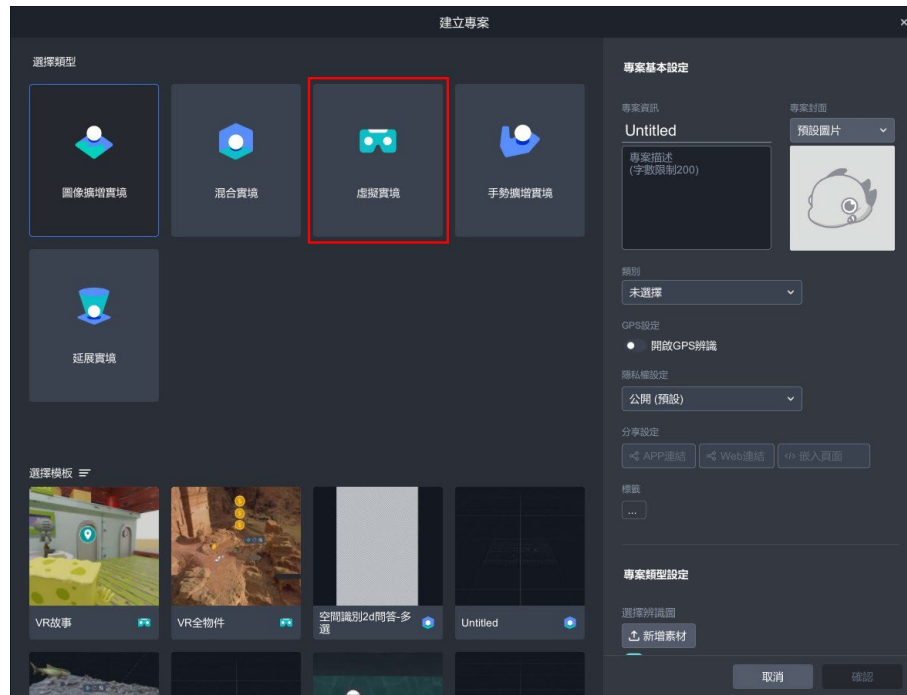 建立專案
×
選擇類型
圖像擴增實境
混合實境
虛擬實境
手勢擴增實境
延展實境
選擇模板
VR故事
VR全物件
空間識別2d問答-多
選
Untitled
專案基本設定
專案資訊
專案封面
Untitled
預設圖片
專案描述
(字數限制200)
類別
未選擇
GPS設定
開啟GPS辨識
隱私權設定
公開 (預設)
分享設定
APP連結
Web連結
</> 嵌入頁面
標籤
...
專案類型設定
選擇辨識圖
新增素材
取消
確認